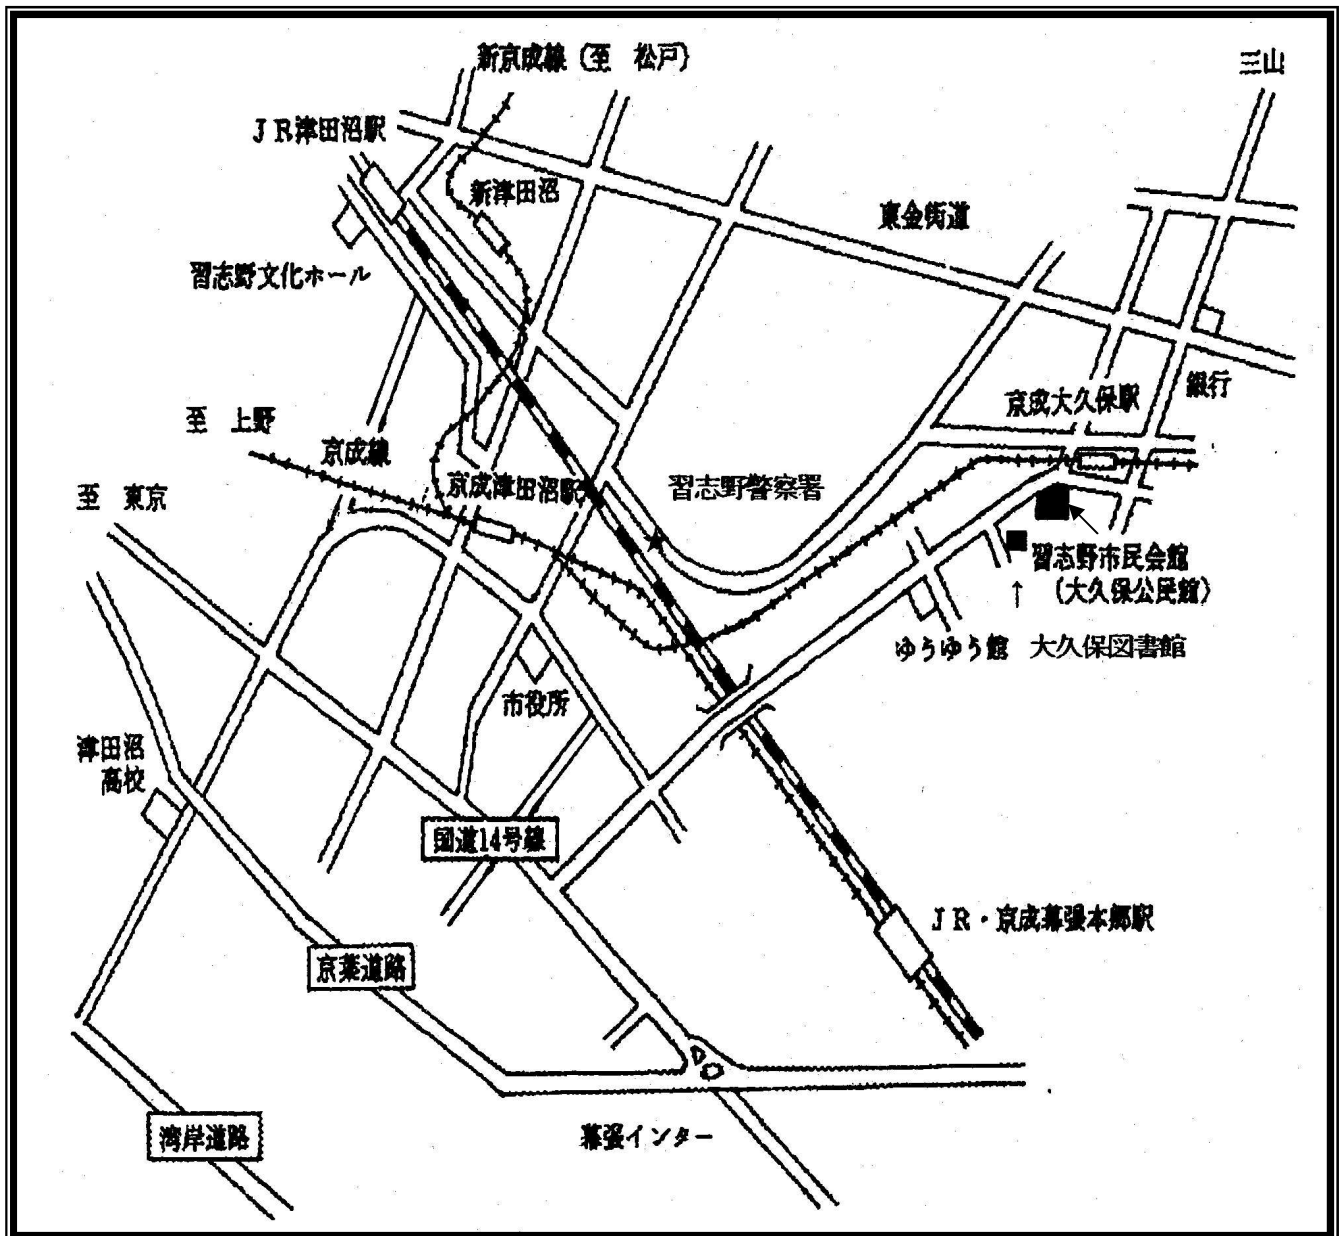 新京成線(至 松戸)
三山
JR津田沼駅
新津田沼
東金街道
習志野文化ホール
銀行
京成大久保駅
至 上野
京成線
京成津田沼駅
習志野警察署
至 東京
習志野市民会館
(大久保公民館)
↑
ゆうゆう館
大久保図書館
市役所
津田沼
高校
国道14号線
JR・京成幕張本郷駅
京葉道路
湾岸道路
幕張インター